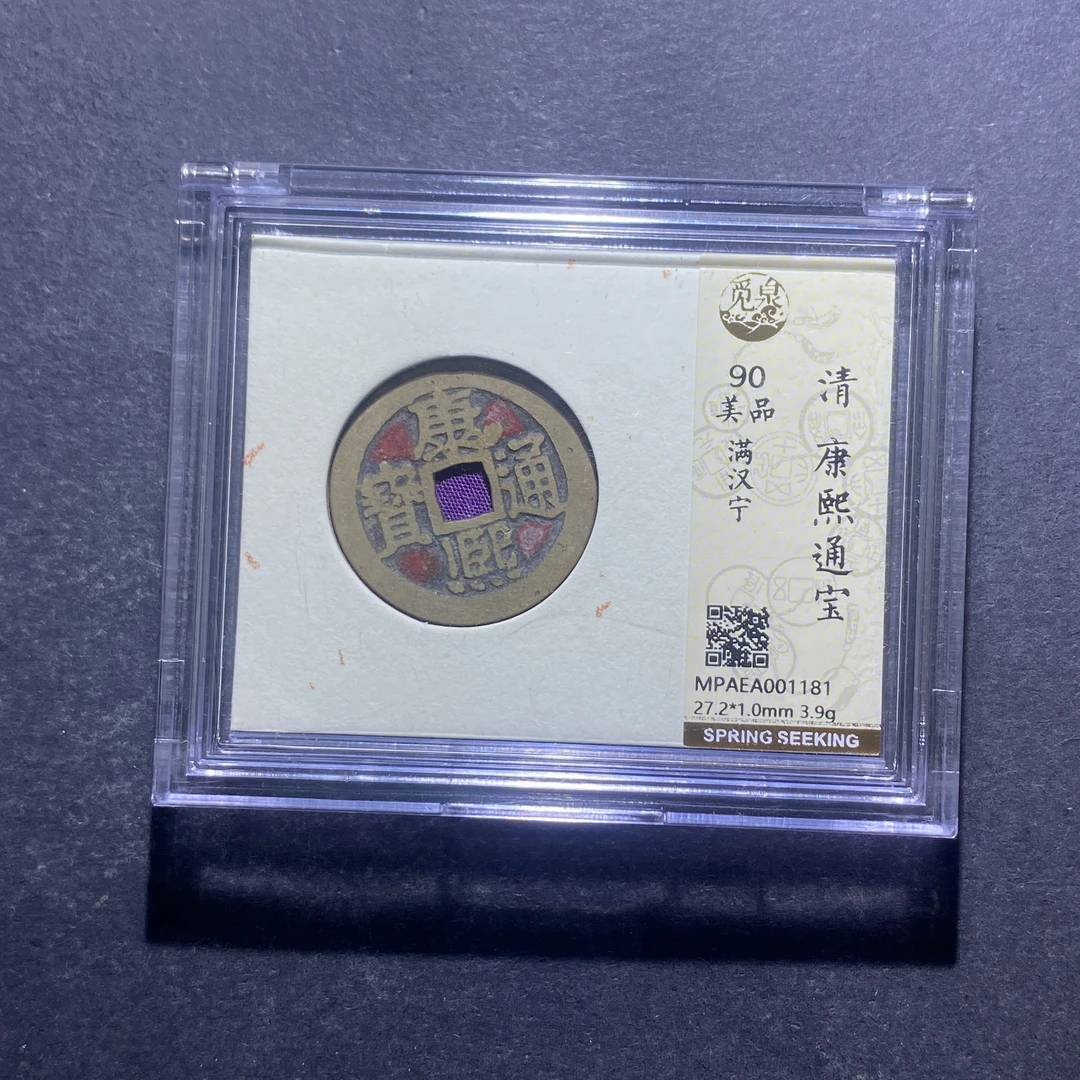 康熙通寳
觅泉
90
美品
满汉宁
清 康熙通宝
MPAEA001181
27.2*1.0mm 3.9g
SPRING SEEKING